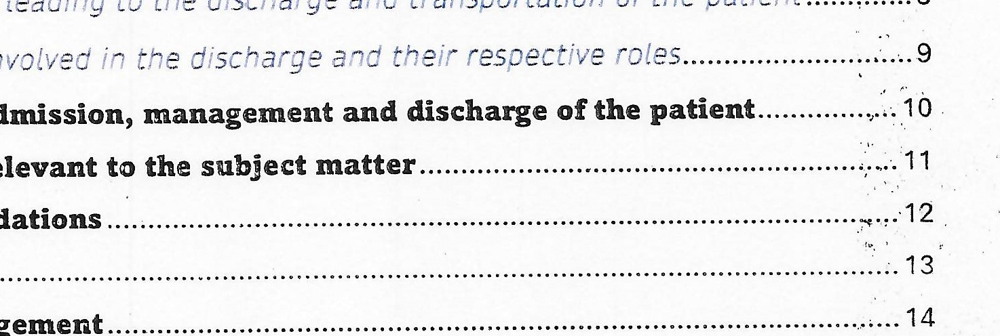 leading to the discharge and transportation of the patient...............8
volved in the discharge and their respective roles............................9
dmission, management and discharge of the patient.................10
elevant to the subject matter..........................................................11
dations................................................................................................12
.............................................................................................................13
gement................................................................................................14